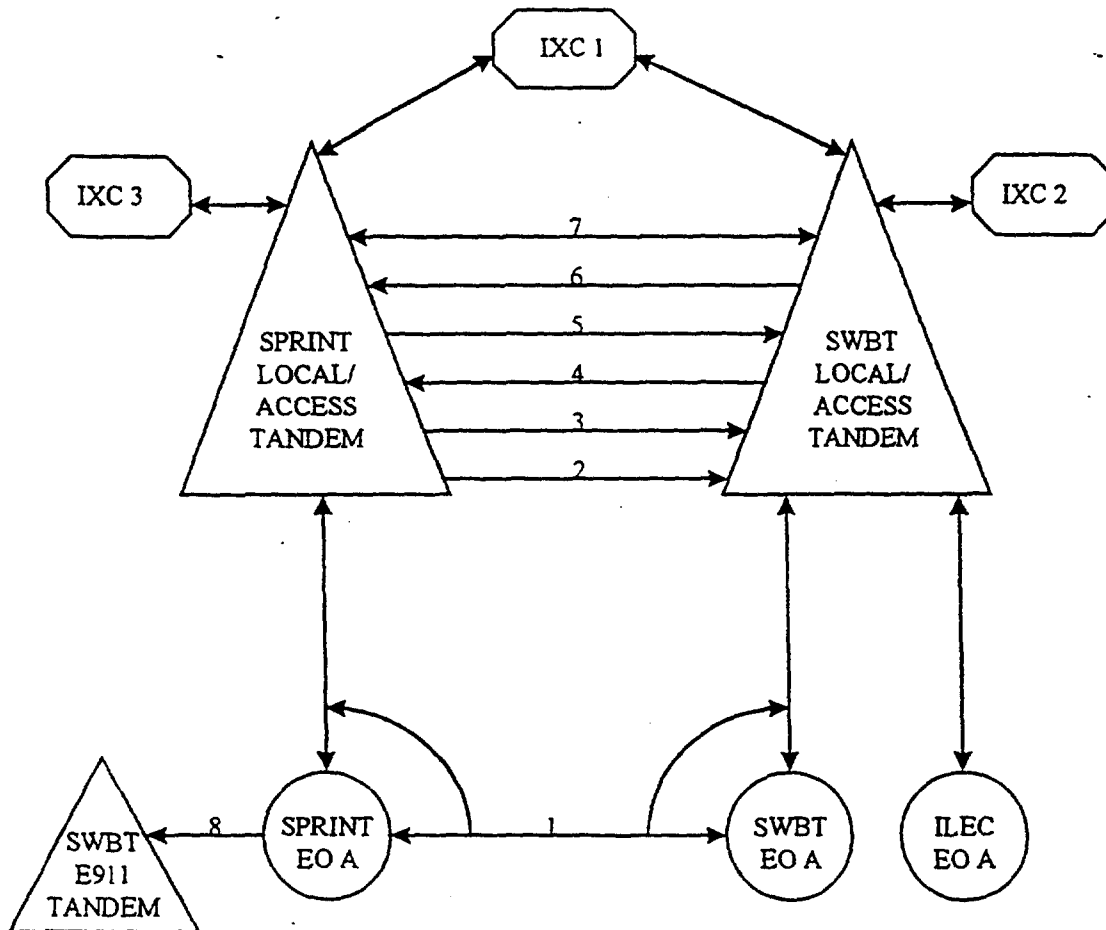 IXC 1
IXC 3
IXC 2
7
6
5
4
3
2
SPRINT
LOCAL/
ACCESS
TANDEM
SWBT
LOCAL/
ACCESS
TANDEM
8
SPRINT
EO A
1
SWBT
EO A
ILEC
EO A
SWBT
E911
TANDEM